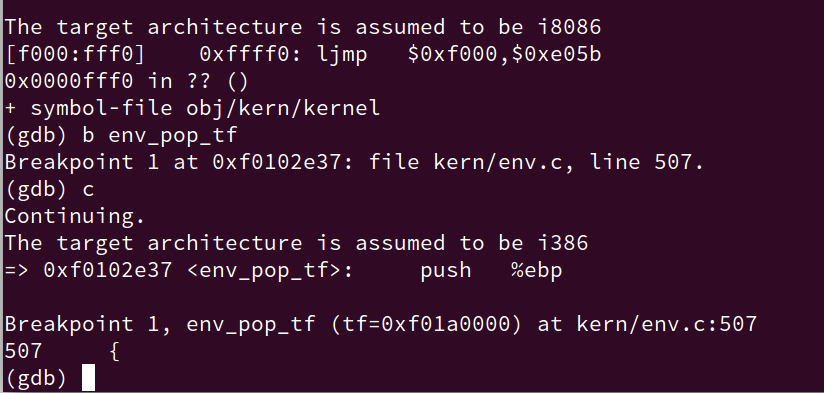 The target architecture is assumed to be i8086
[f000:fff0]    0xffff0: ljmp   $0xf000,$0xe05b
0x0000fff0 in ?? ()
+ symbol-file obj/kern/kernel
(gdb) b env_pop_tf
Breakpoint 1 at 0xf0102e37: file kern/env.c, line 507.
(gdb) c
Continuing.
The target architecture is assumed to be i386
=> 0xf0102e37 <env_pop_tf>:     push   %ebp
Breakpoint 1, env_pop_tf (tf=0xf01a0000) at kern/env.c:507
507     {
(gdb)